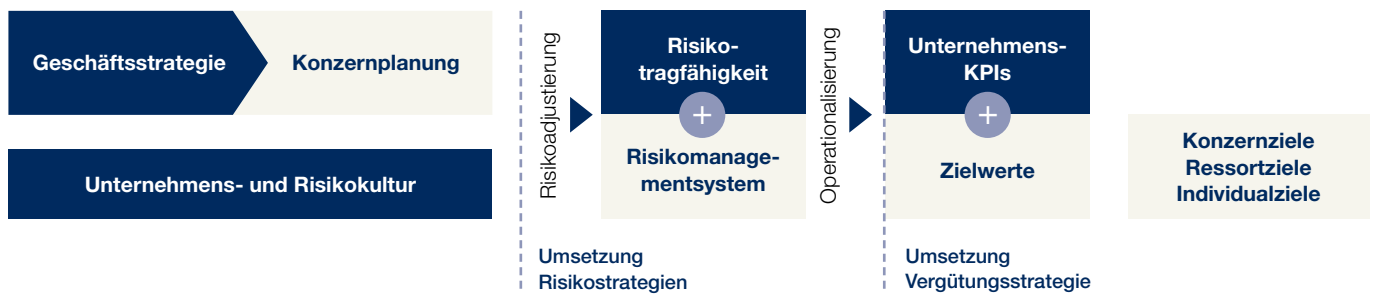 Geschäftsstrategie
Konzernplanung
Unternehmens- und Risikokultur
Risikoadjustierung
Risiko-
tragfähigkeit
+
Risikomanage-
mentsystem
Umsetzung
Risikostrategien
Operationalisierung
Unternehmens-
KPIs
+
Zielwerte
Umsetzung
Vergütungsstrategie
Konzernziele
Ressortziele
Individualziele